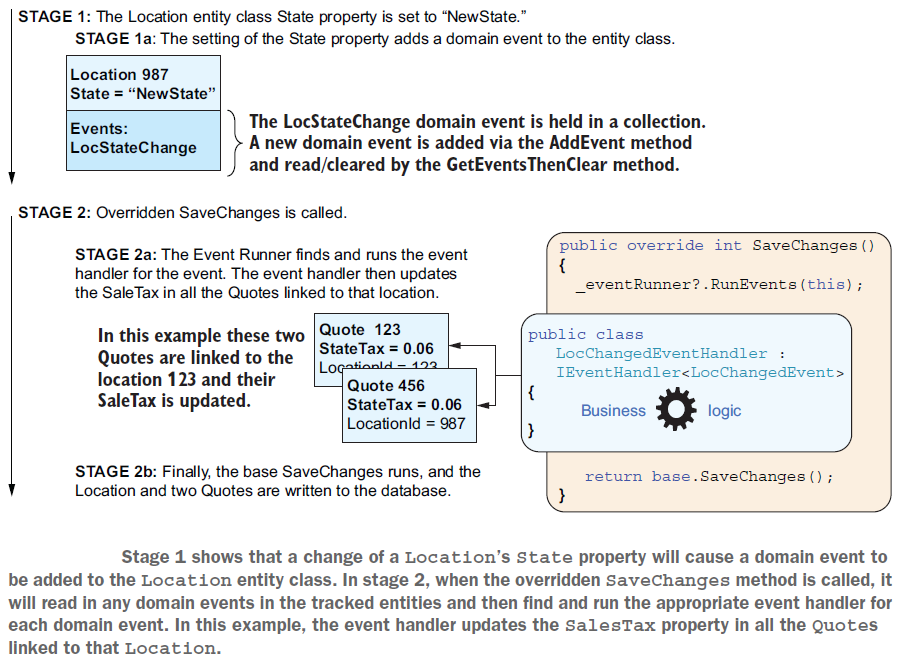 STAGE 1: The Location entity class State property is set to “NewState.”
STAGE 1a: The setting of the State property adds a domain event to the entity class.
Location 987
State = “NewState”
Events:
LocStateChange
The LocStateChange domain event is held in a collection.
A new domain event is added via the AddEvent method
and read/cleared by the GetEventsThenClear method.
STAGE 2: Overridden SaveChanges is called.
STAGE 2a: The Event Runner finds and runs the event
handler for the event. The event handler then updates
the SaleTax in all the Quotes linked to that location.
In this example these two
Quotes are linked to the
location 123 and their
SaleTax is updated.
Quote 123
StateTax = 0.06
LocationId = 123
Quote 456
StateTax = 0.06
LocationId = 987
public override int SaveChanges()
{
_eventRunner?.RunEvents(this);
public class
LocChangedEventHandler :
IEventHandler<LocChangedEvent>
{
Business logic
}
return base.SaveChanges();
}
STAGE 2b: Finally, the base SaveChanges runs, and the
Location and two Quotes are written to the database.
Stage 1 shows that a change of a Location’s State property will cause a domain event to
be added to the Location entity class. In stage 2, when the overridden SaveChanges method is called, it
will read in any domain events in the tracked entities and then find and run the appropriate event handler for
each domain event. In this example, the event handler updates the SalesTax property in all the Quotes
linked to that Location.